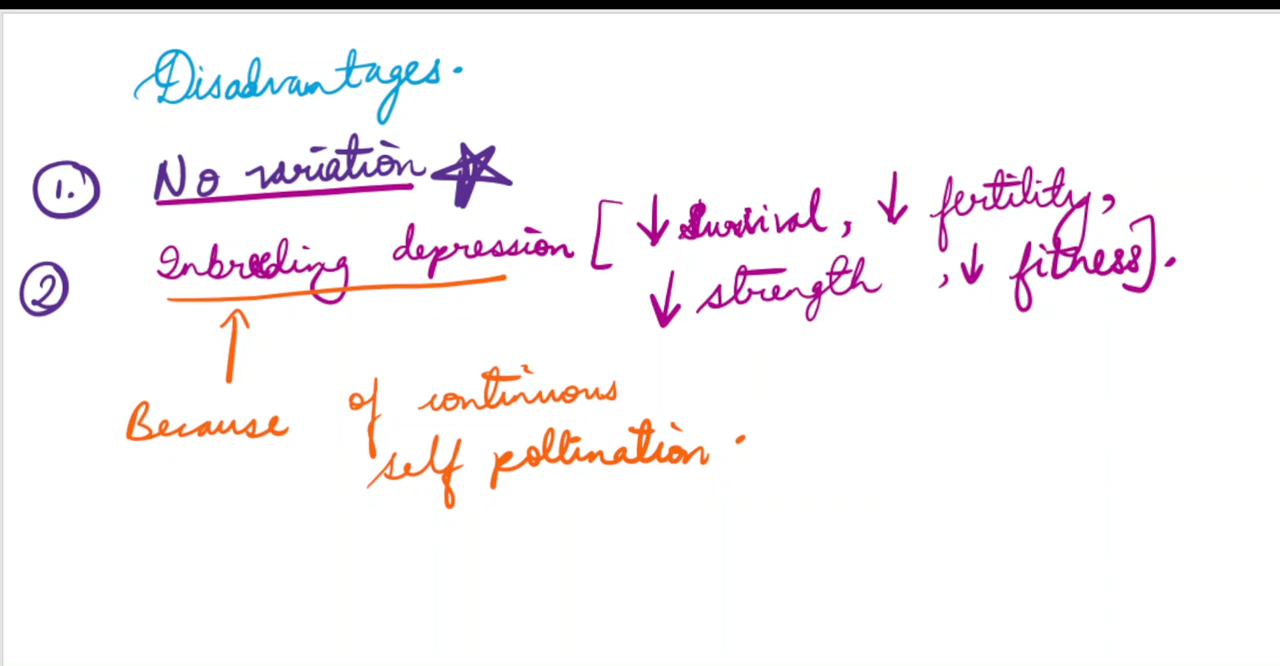 Disadvantages.
1. No variation
2 Inbreeding depression [ ↓ survival, ↓ fertility,
↓ strength, ↓ fitness].
Because of continuous
self pollination.